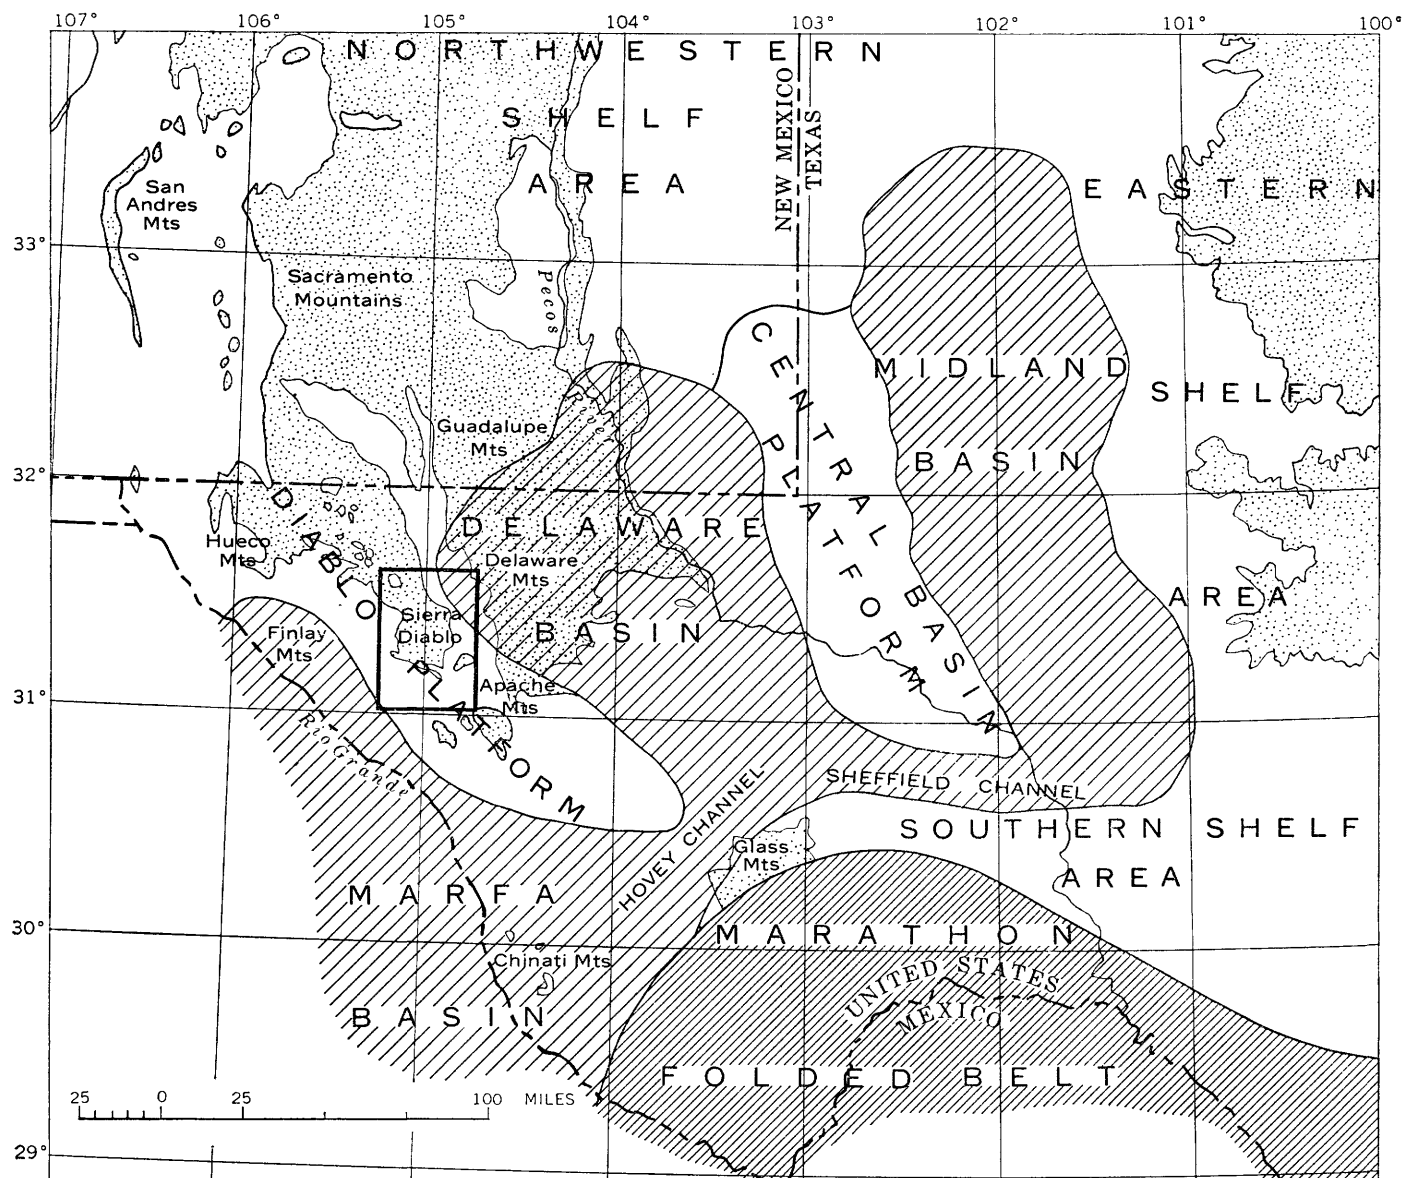 107° 106° 105° 104° 103° 102° 101° 100°
NORTHWESTERN
SHELF
AREA
NEW MEXICO
TEXAS
EASTERN
SHELF
AREA
San
Andres
Mts
33°
Sacramento
Mountains
Pecos
River
CENTRAL BASIN
PLATFORM
MIDLAND
BASIN
Guadalupe
Mts
32°
DIABLO
PLATFORM
Hueco
Mts
DELAWARE
BASIN
Delaware
Mts
Sierra
Diablo
Finlay
Mts
Apache
Mts
31°
Rio Grande
HOVEY CHANNEL
SHEFFIELD CHANNEL
SOUTHERN SHELF
AREA
Glass
Mts
MARFA
BASIN
30°
Chinati Mts
MARATHON
FOLDED BELT
UNITED STATES
MEXICO
25 0 25 100 MILES
29°